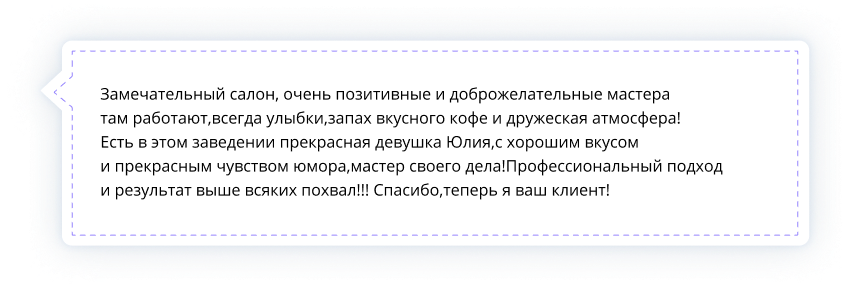 Замечательный салон, очень позитивные и доброжелательные мастера
там работают,всегда улыбки,запах вкусного кофе и дружеская атмосфера!
Есть в этом заведении прекрасная девушка Юлия,с хорошим вкусом
и прекрасным чувством юмора,мастер своего дела!Профессиональный подход
и результат выше всяких похвал!!! Спасибо,теперь я ваш клиент!